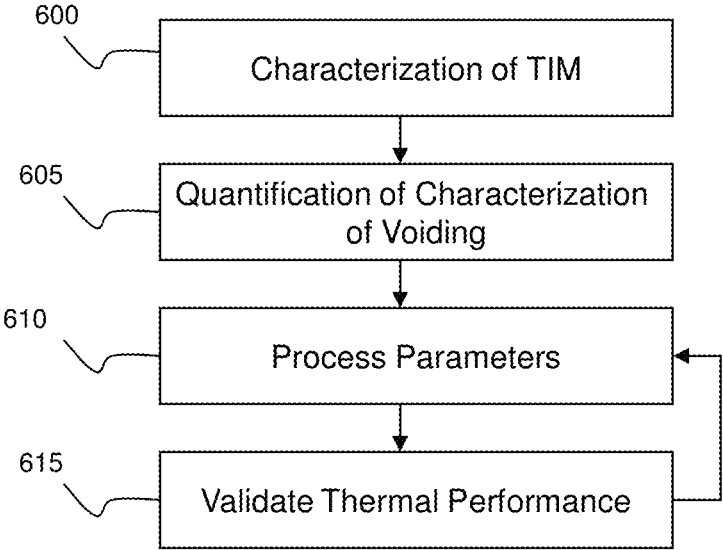 600
Characterization of TIM
605
Quantification of Characterization
of Voiding
610
Process Parameters
615
Validate Thermal Performance